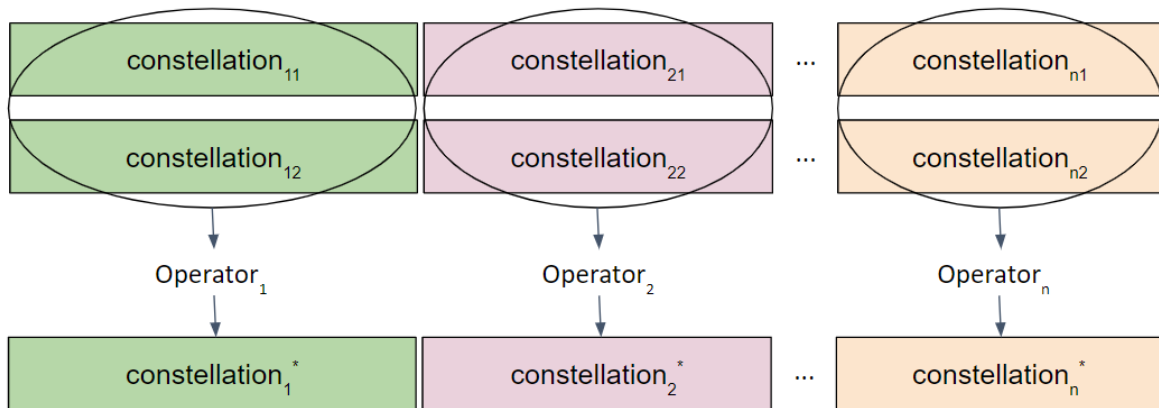 constellation₁₁ constellation₂₁ ... constellationₙ₁
constellation₁₂ constellation₂₂ ... constellationₙ₂
Operator₁ Operator₂ Operatorₙ
constellation₁* constellation₂* ... constellationₙ*